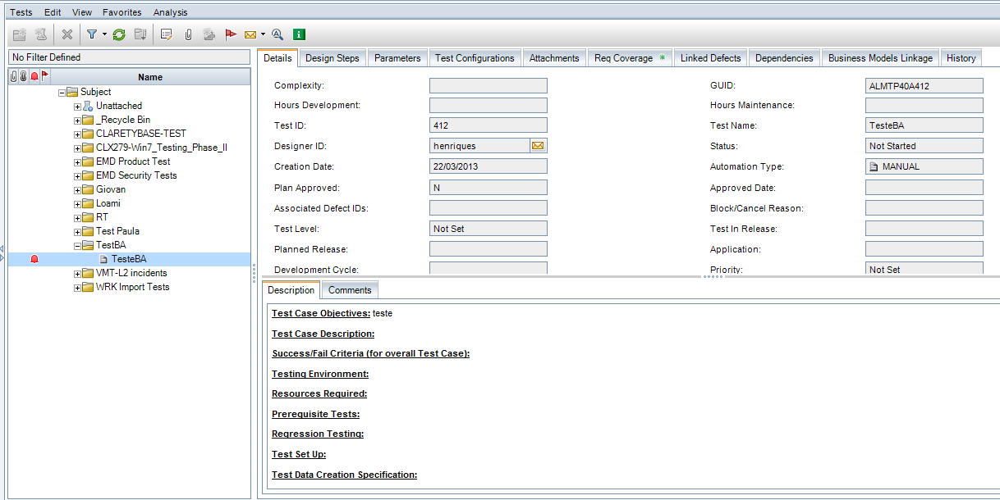 Tests Edit View Favorites Analysis
No Filter Defined
Name
Subject
Unattached
_Recycle Bin
CLARETYBASE-TEST
CLX279-Win7_Testing_Phase_II
EMD Product Test
EMD Security Tests
Giovan
Loami
RT
Test Paula
TestBA
TesteBA
VMT-L2 incidents
WRK Import Tests
Details Design Steps Parameters Test Configurations Attachments Req Coverage * Linked Defects Dependencies Business Models Linkage History
Complexity: GUID: ALMTP40A412
Hours Development: Hours Maintenance:
Test ID: 412 Test Name: TesteBA
Designer ID: henriques Status: Not Started
Creation Date: 22/03/2013 Automation Type: MANUAL
Plan Approved: N Approved Date:
Associated Defect IDs: Block/Cancel Reason:
Test Level: Not Set Test In Release:
Planned Release: Application:
Development Cycle: Priority: Not Set
Description Comments
Test Case Objectives: teste
Test Case Description:
Success/Fail Criteria (for overall Test Case):
Testing Environment:
Resources Required:
Prerequisite Tests:
Regression Testing:
Test Set Up:
Test Data Creation Specification: